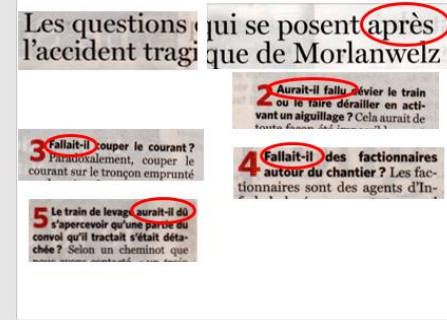 Les questions qui se posent après
l'accident tragique de Morlanwelz
2 Aurait-il fallu dévier le train
ou le faire dérailler en acti-
vant un aiguillage ? Cela aurait de
3 Fallait-il couper le courant ?
Paradoxalement, couper le
courant sur le tronçon emprunté
4 Fallait-il des factionnaires
autour du chantier ? Les fac-
tionnaires sont des agents d'In-
5 Le train de levage aurait-il dû
s'apercevoir qu'une partie du
convoi qu'il tractait s'était déta-
chée ? Selon un cheminot que